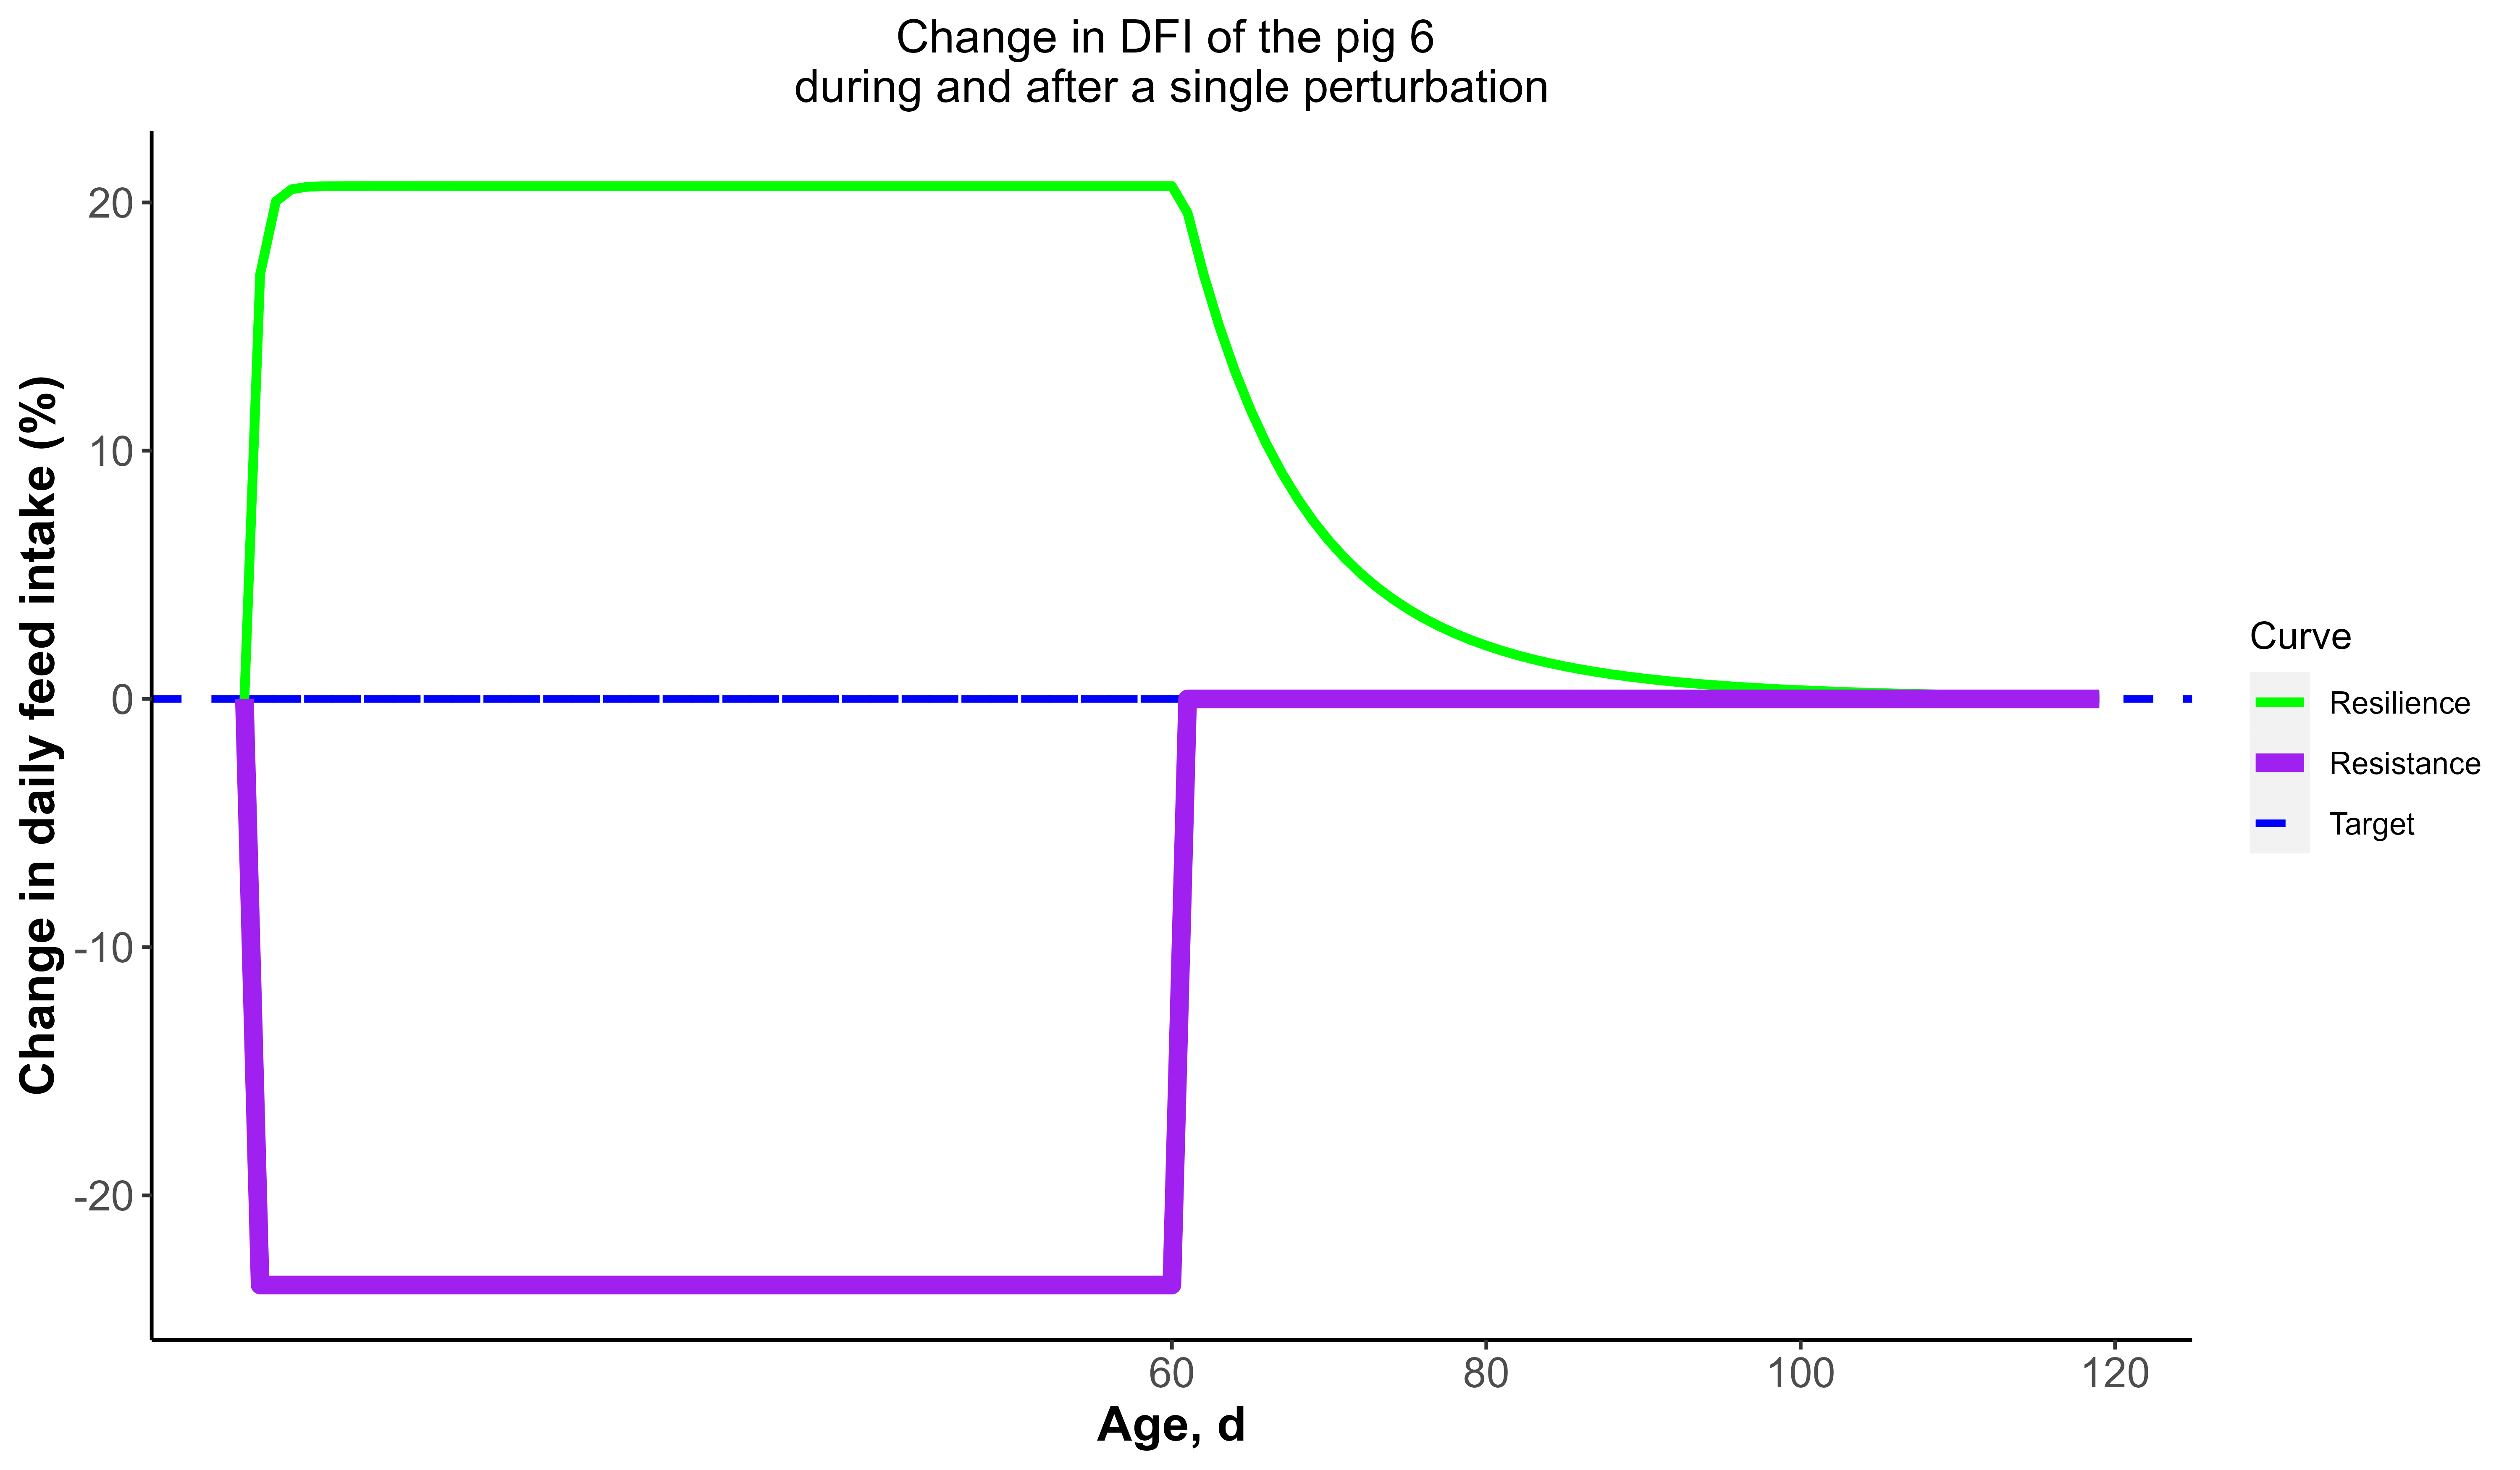 Change in DFI of the pig 6
during and after a single perturbation
Change in daily feed intake (%)
20
10
0
-10
-20
60
80
100
120
Age, d
Curve
Resilience
Resistance
Target